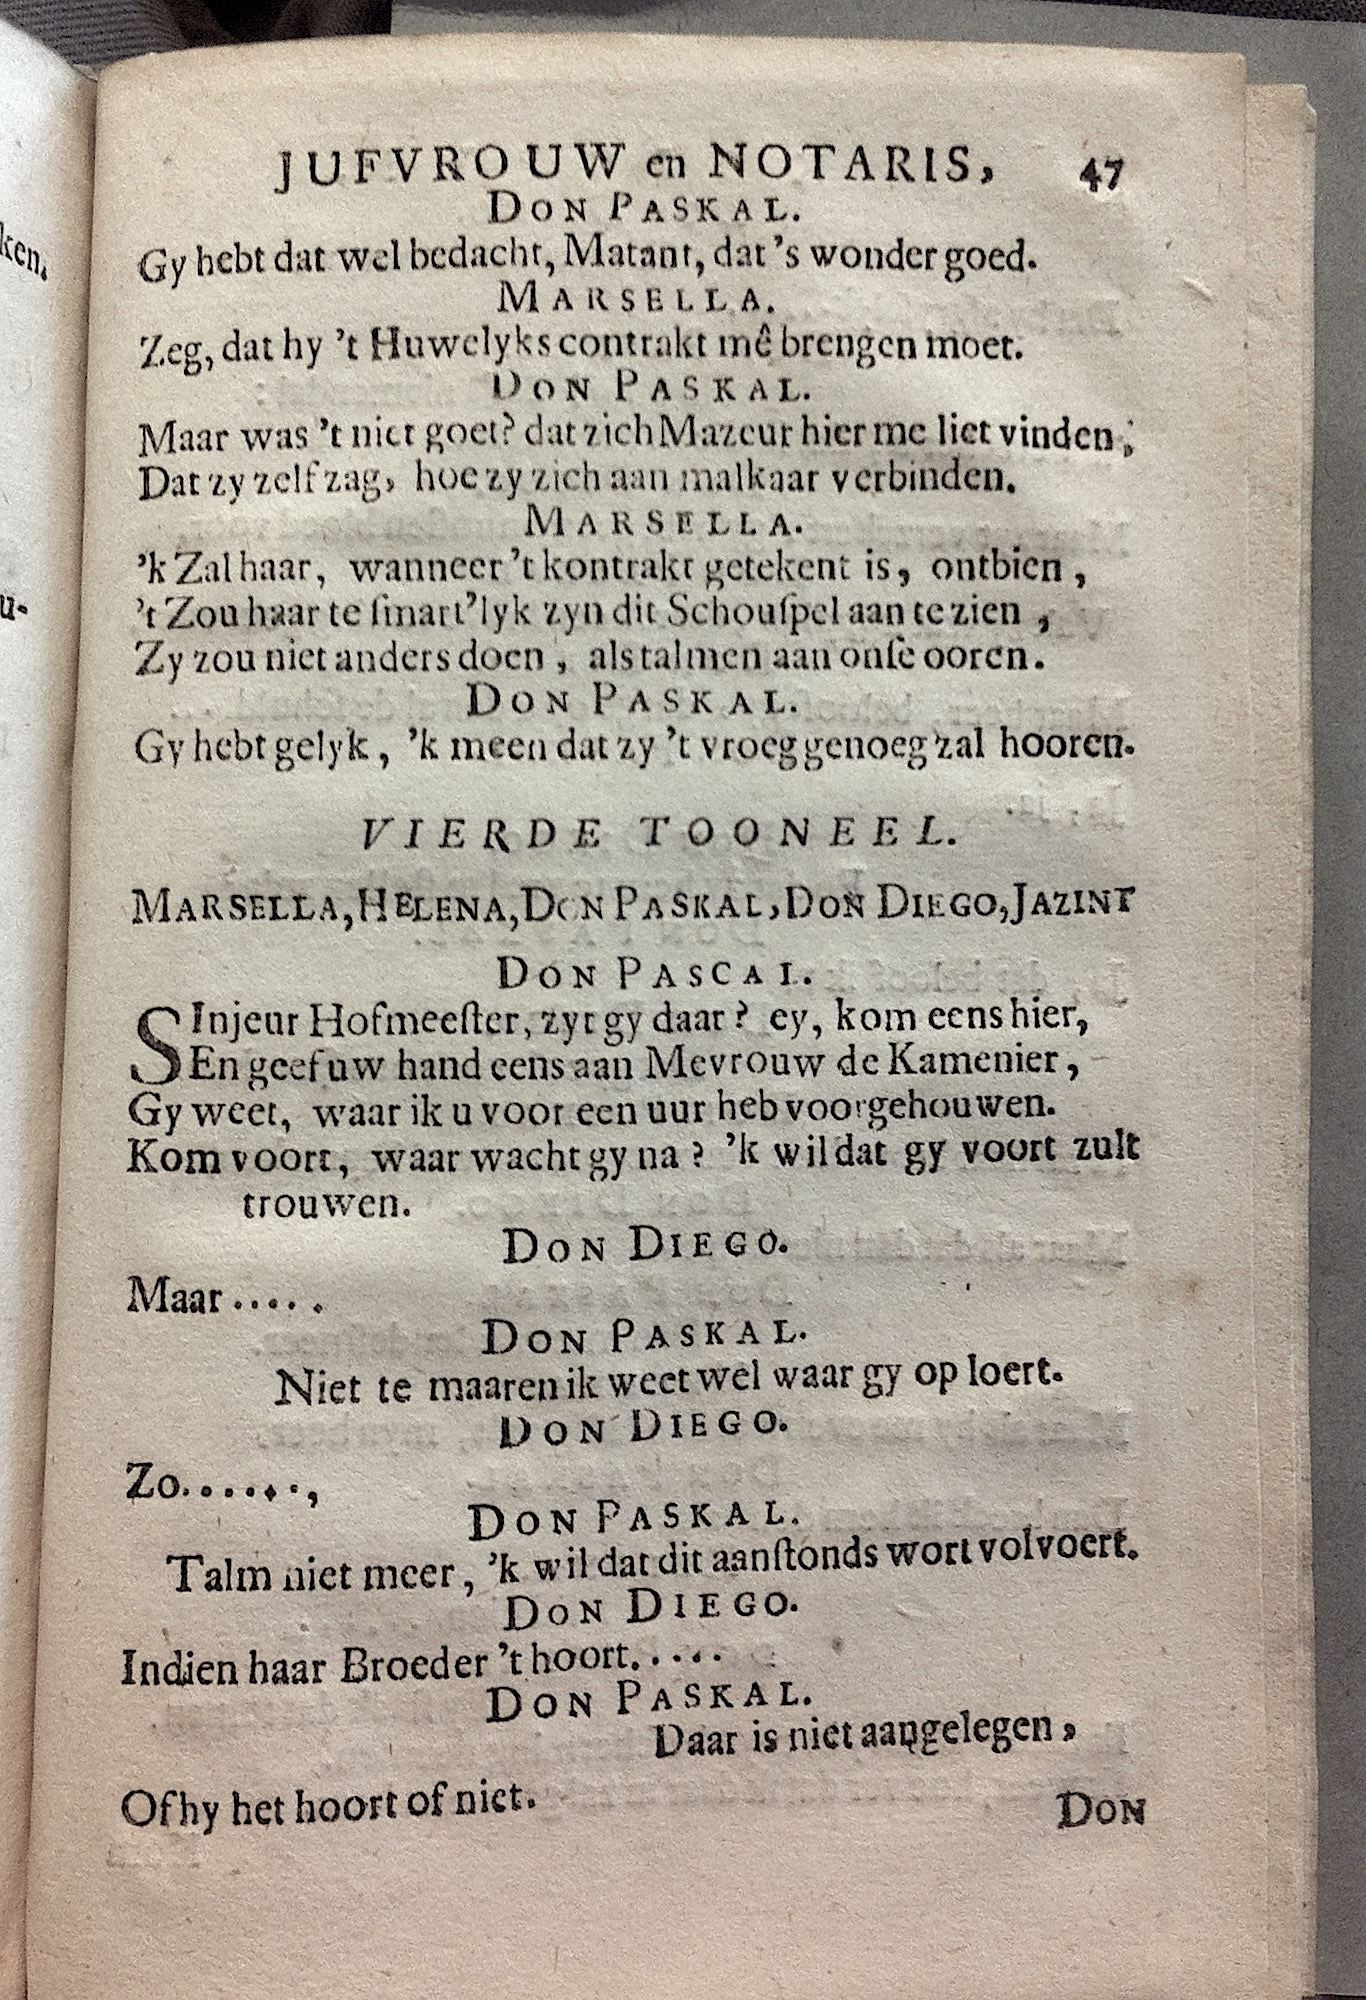 JUFVROUW en NOTARIS, 47
DON PASKAL.
Gy hebt dat wel bedacht, Matant, dat 's wonder goed.
MARSELLA.
Zeg, dat hy 't Huwelyks contrakt mê brengen moet.
DON PASKAL.
Maar was 't niet goet? dat zich Mazeur hier me liet vinden,
Dat zy zelf zag, hoe zy zich aan malkaar verbinden.
MARSELLA.
'k Zal haar, wanneer 't kontrakt getekent is, ontbien,
't Zou haar te smart'lyk zyn dit Schouſpel aan te zien,
Zy zou niet anders doen, als talmen aan onſe ooren.
DON PASKAL.
Gy hebt gelyk, 'k meen dat zy 't vroeg genoeg zal hooren.
VIERDE TOONEEL.
MARSELLA, HELENA, DON PASKAL, DON DIEGO, JAZINT
DON PASCAL.
SInjeur Hofmeeſter, zyt gy daar? ey, kom eens hier,
En geef uw hand eens aan Mevrouw de Kamenier,
Gy weet, waar ik u voor een uur heb voorgehouwen.
Kom voort, waar wacht gy na? 'k wil dat gy voort zult
trouwen.
DON DIEGO.
Maar.....
DON PASKAL.
Niet te maaren ik weet wel waar gy op loert.
DON DIEGO.
Zo......,
DON PASKAL.
Talm niet meer, 'k wil dat dit aanſtonds wort volvoert.
DON DIEGO.
Indien haar Broeder 't hoort.....
DON PASKAL.
Daar is niet aangelegen,
Of hy het hoort of niet.
DON